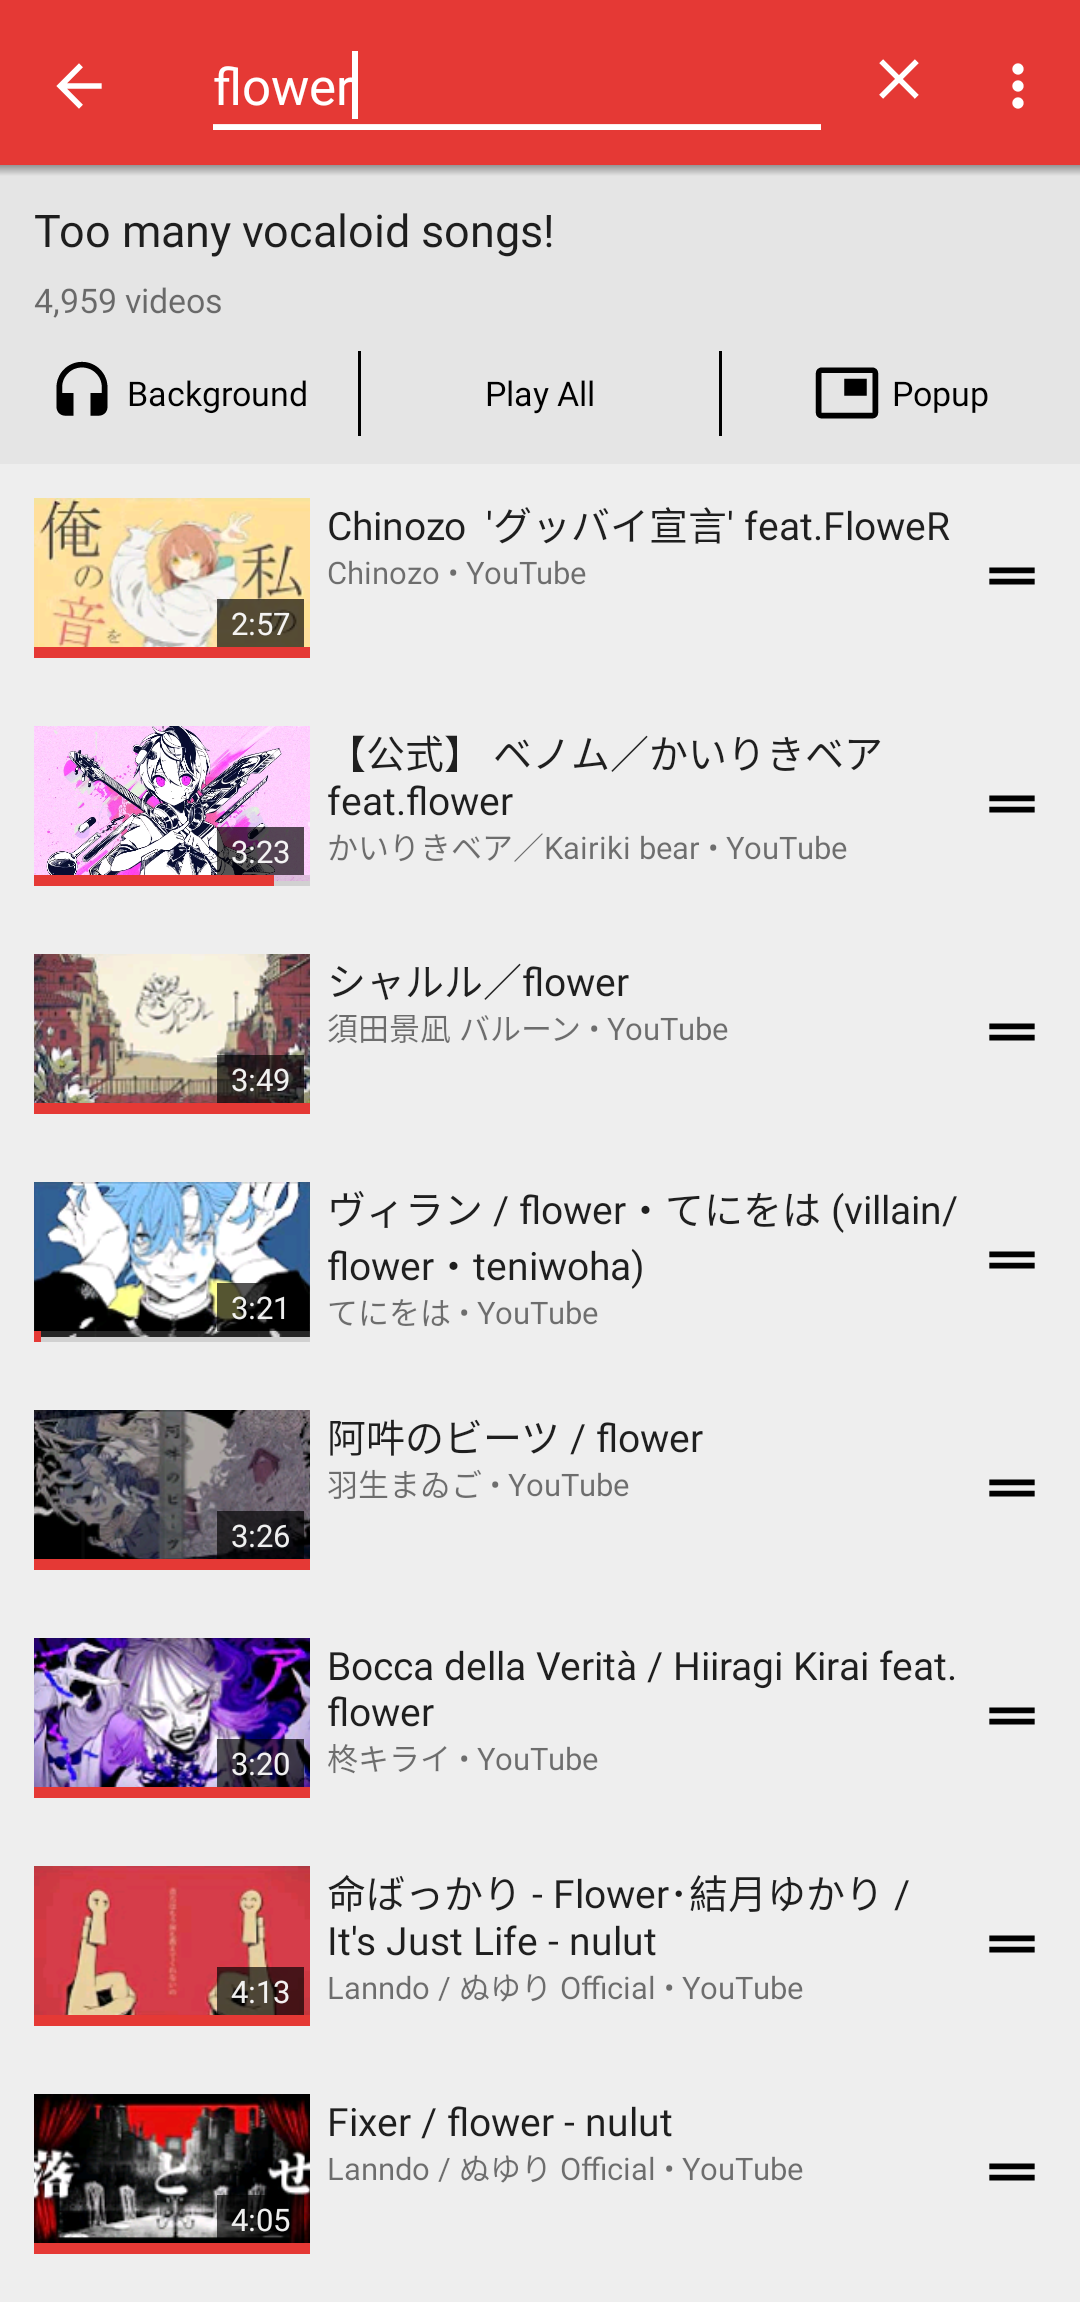 flower
Too many vocaloid songs!
4,959 videos
Background
Play All
Popup
俺の音を
私
2:57
Chinozo 'グッバイ宣言' feat.FloweR
Chinozo • YouTube
3:23
【公式】 ベノム／かいりきベア
feat.flower
かいりきベア／Kairiki bear • YouTube
3:49
シャルル／flower
須田景凪 バルーン • YouTube
3:21
ヴィラン / flower・てにをは (villain/
flower・teniwoha)
てにをは • YouTube
阿吽のビーツ
3:26
阿吽のビーツ / flower
羽生まゐご • YouTube
3:20
Bocca della Verità / Hiiragi Kirai feat.
flower
柊キライ • YouTube
4:13
命ばっかり - Flower･結月ゆかり /
It's Just Life - nulut
Lanndo / ぬゆり Official • YouTube
落とせ
4:05
Fixer / flower - nulut
Lanndo / ぬゆり Official • YouTube